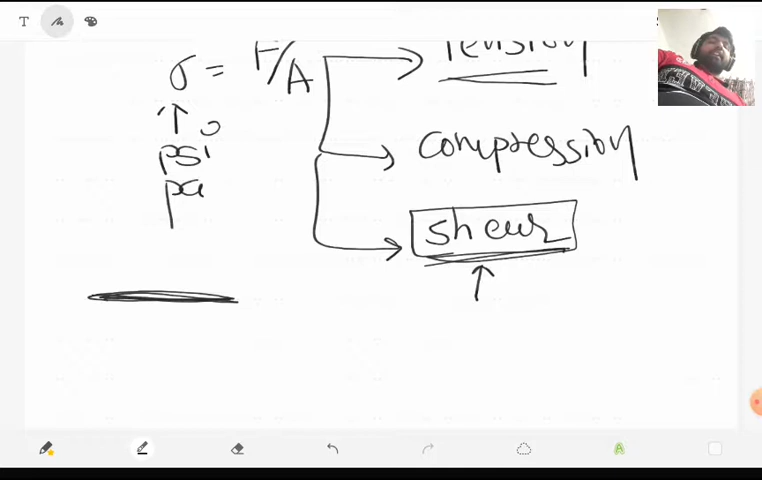 T
σ = F/A
Tension
psi
pa
compression
shear
A